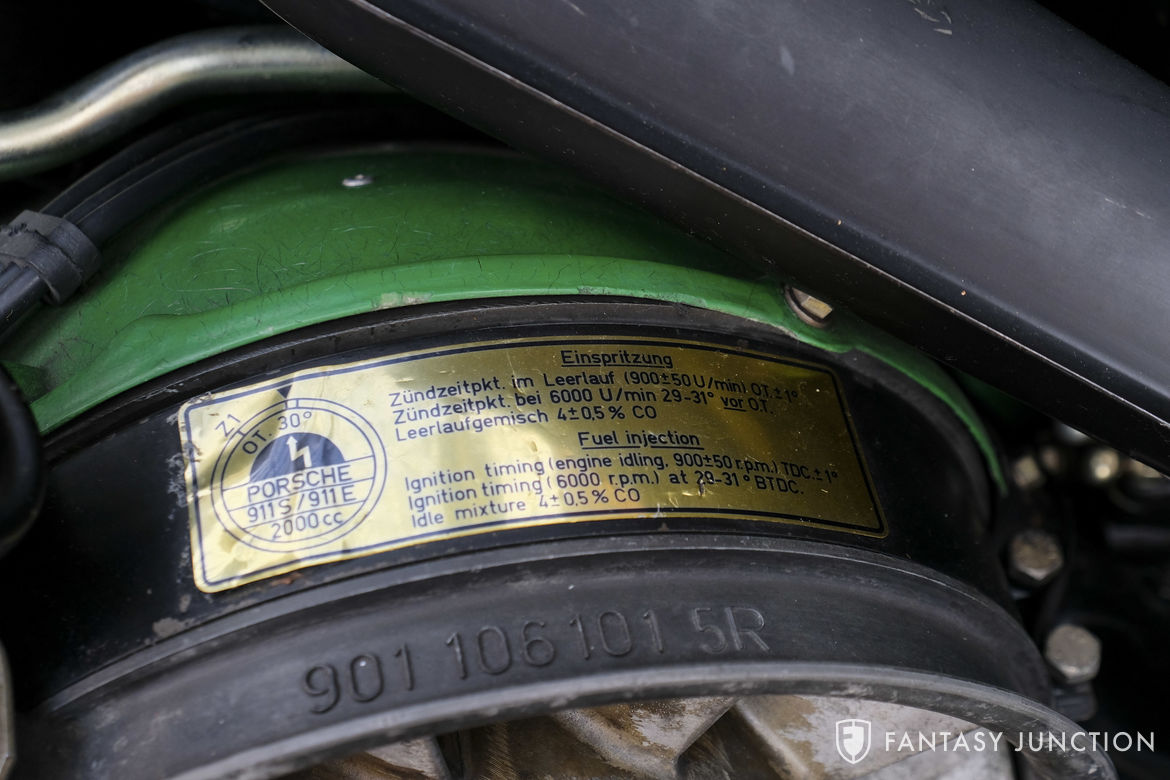 Z1
OT. 30°
PORSCHE
911S/911E
2000cc
Einspritzung
Zündzeitpkt. im Leerlauf (900±50 U/min) OT.±1°
Zündzeitpkt. bei 6000 U/min 29-31° vor OT.
Leerlaufgemisch 4±0,5% CO
Fuel injection
Ignition timing (engine idling, 900±50 r.p.m.) TDC.±1°
Ignition timing (6000 r.p.m.) at 29-31° BTDC.
Idle mixture 4±0,5% CO
901 106 101 5R
FANTASY JUNCTION